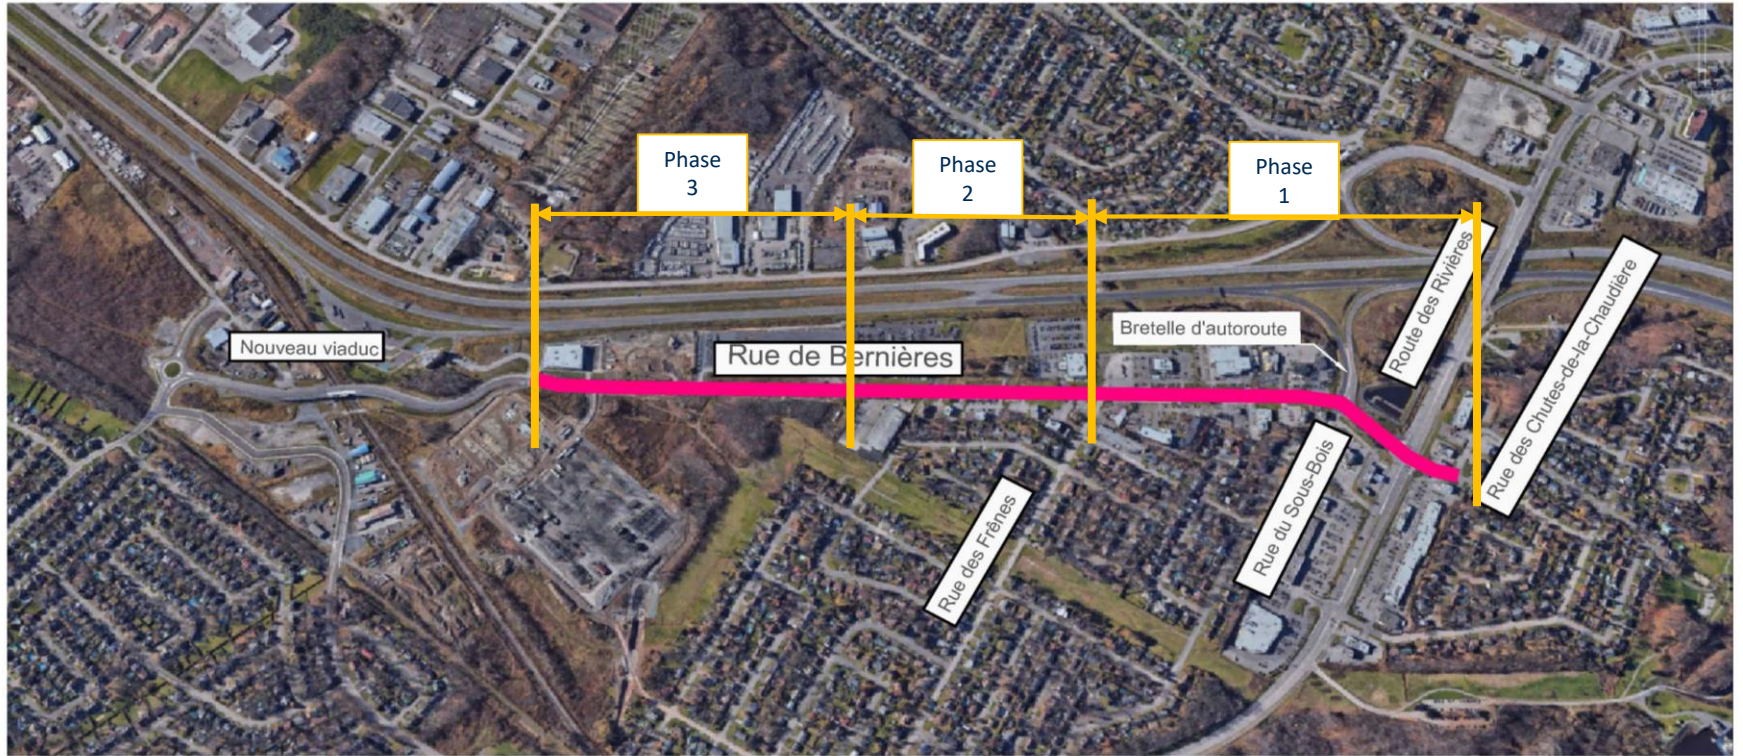 Phase
3
Phase
2
Phase
1
Nouveau viaduc
Rue de Bernières
Bretelle d'autoroute
Route des Rivières
Rue des Chutes-de-la-Chaudière
Rue du Sous-Bois
Rue des Frênes